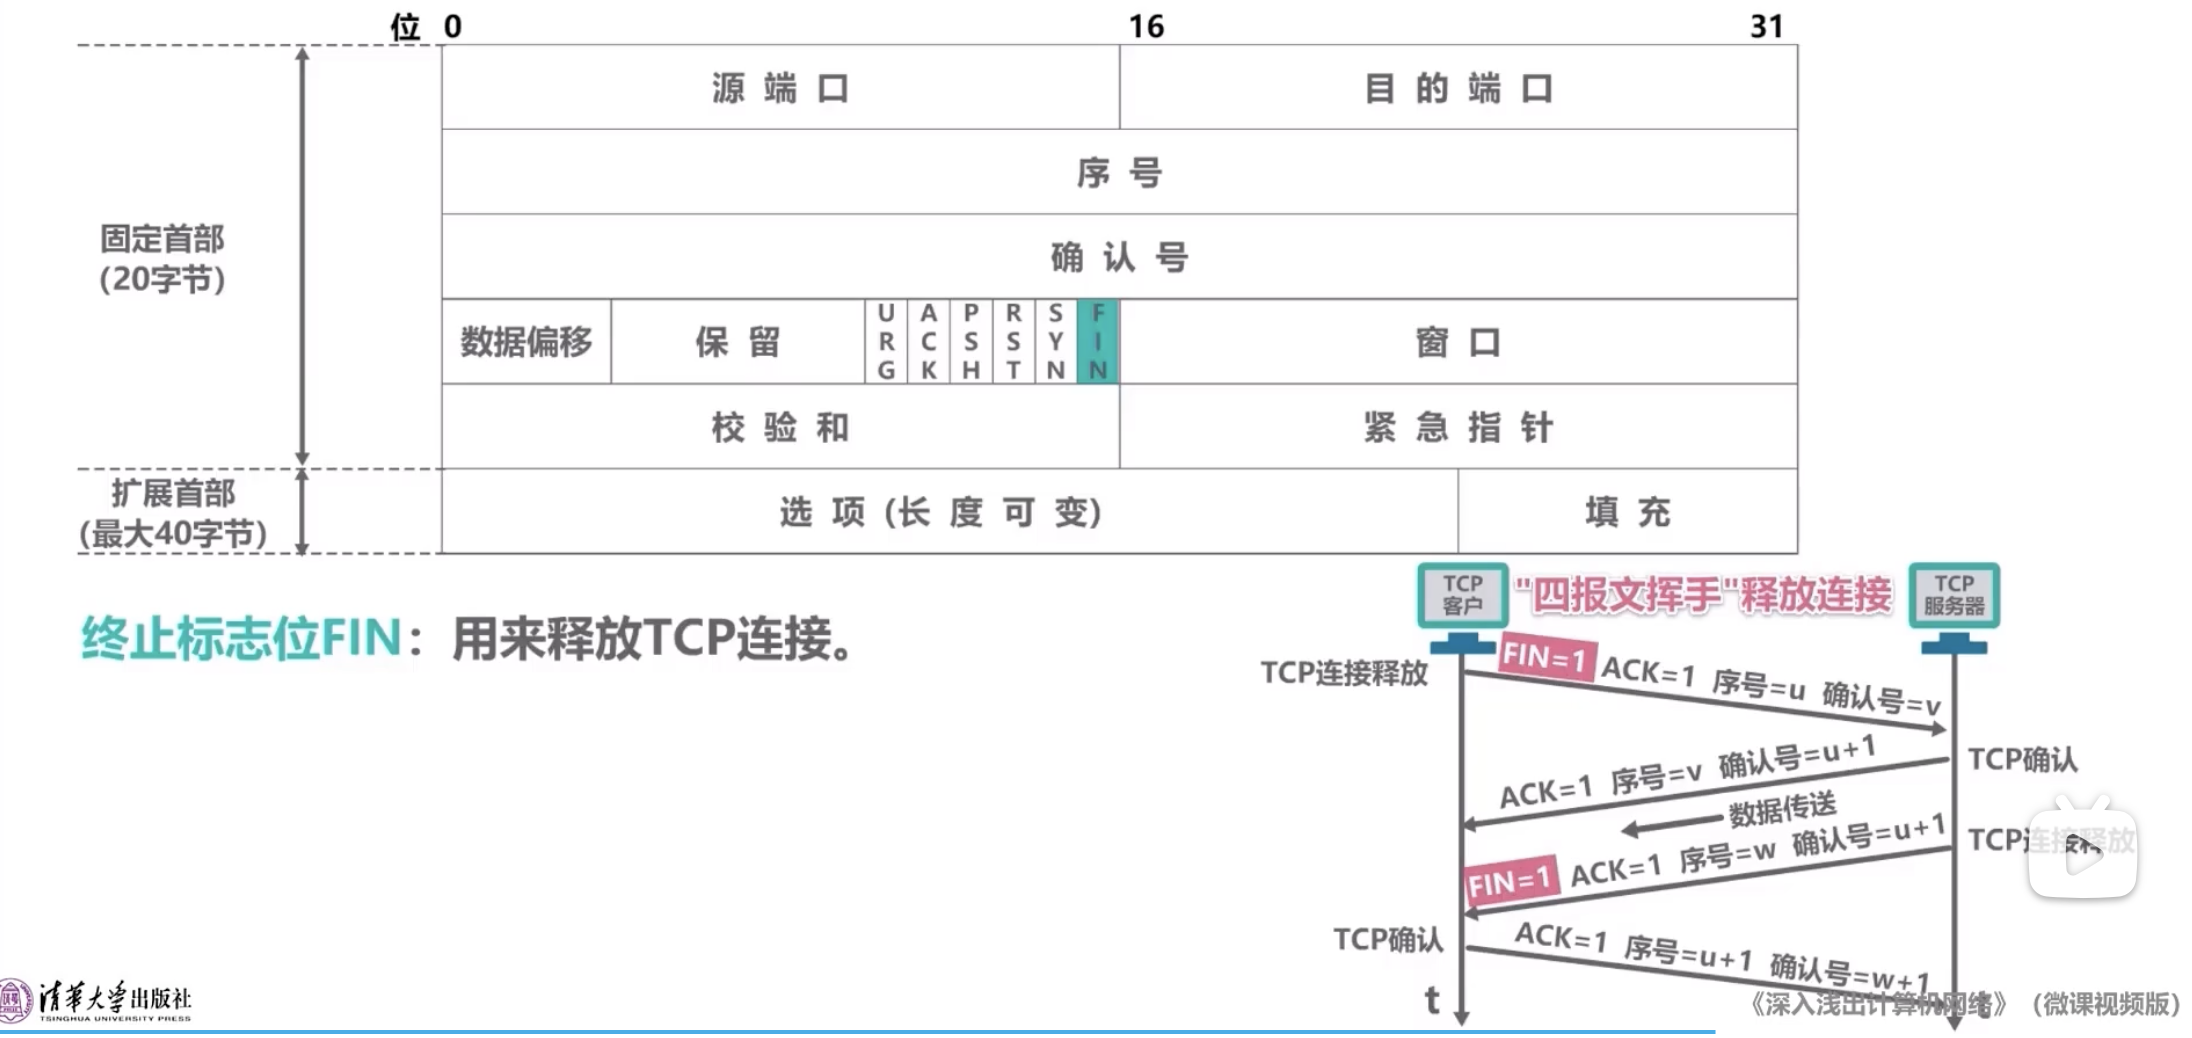 位 0 16 31
源端口 目的端口
序号
确认号
固定首部
(20字节)
数据偏移 保留 URG ACK PSH RST SYN FIN 窗口
校验和 紧急指针
扩展首部
(最大40字节)
选项(长度可变) 填充
终止标志位FIN：用来释放TCP连接。
TCP
客户
"四报文挥手"释放连接
TCP
服务器
TCP连接释放
FIN=1 ACK=1 序号=u 确认号=v
TCP确认
ACK=1 序号=v 确认号=u+1
数据传送
TCP连接释放
FIN=1 ACK=1 序号=w 确认号=u+1
TCP确认
ACK=1 序号=u+1 确认号=w+1
t
t
清华大学出版社
TSINGHUA UNIVERSITY PRESS
《深入浅出计算机网络》（微课视频版）